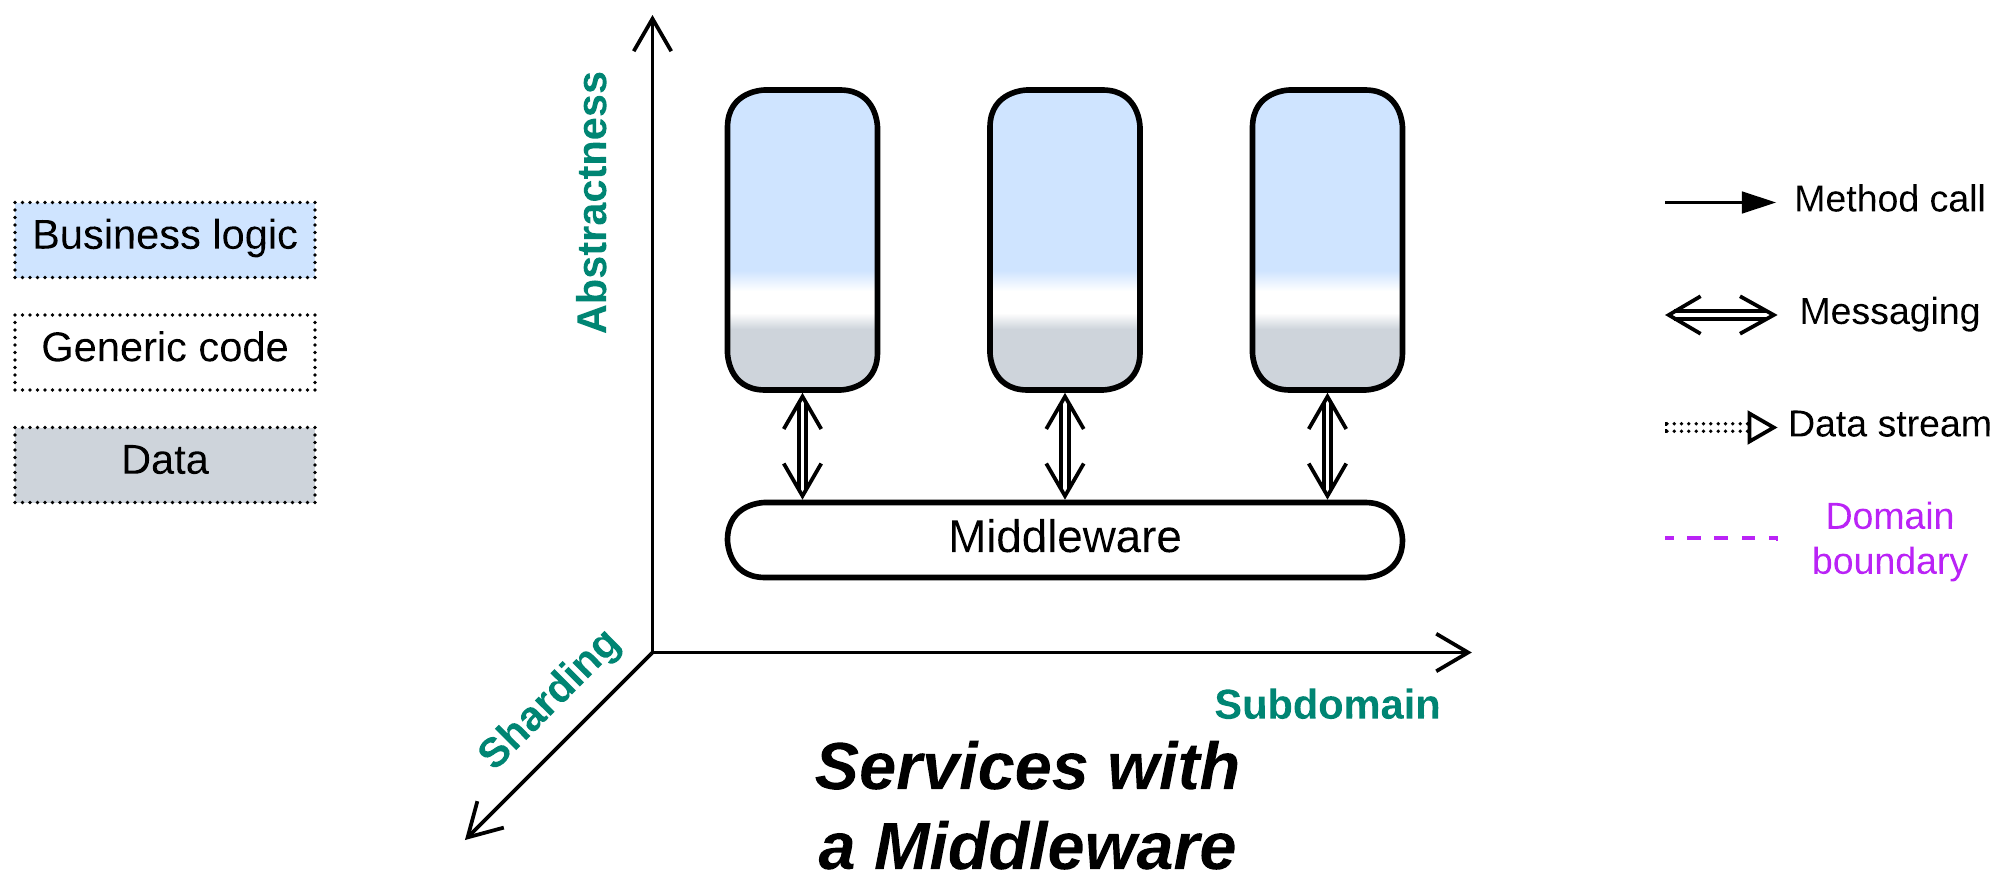 Business logic
Generic code
Data
Abstractness
Middleware
Sharding
Subdomain
Services with
a Middleware
Method call
Messaging
Data stream
Domain
boundary